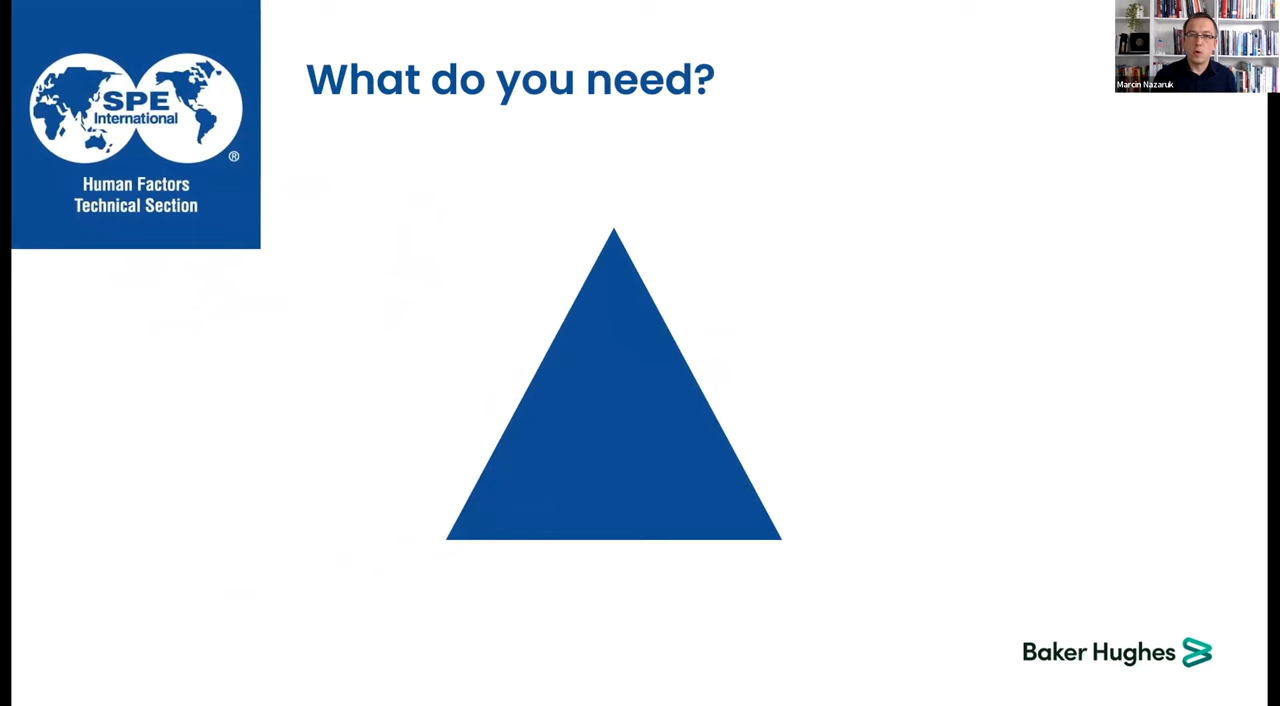 What do you need?
SPE
International
®
Human Factors
Technical Section
Marcin Nazaruk
Baker Hughes